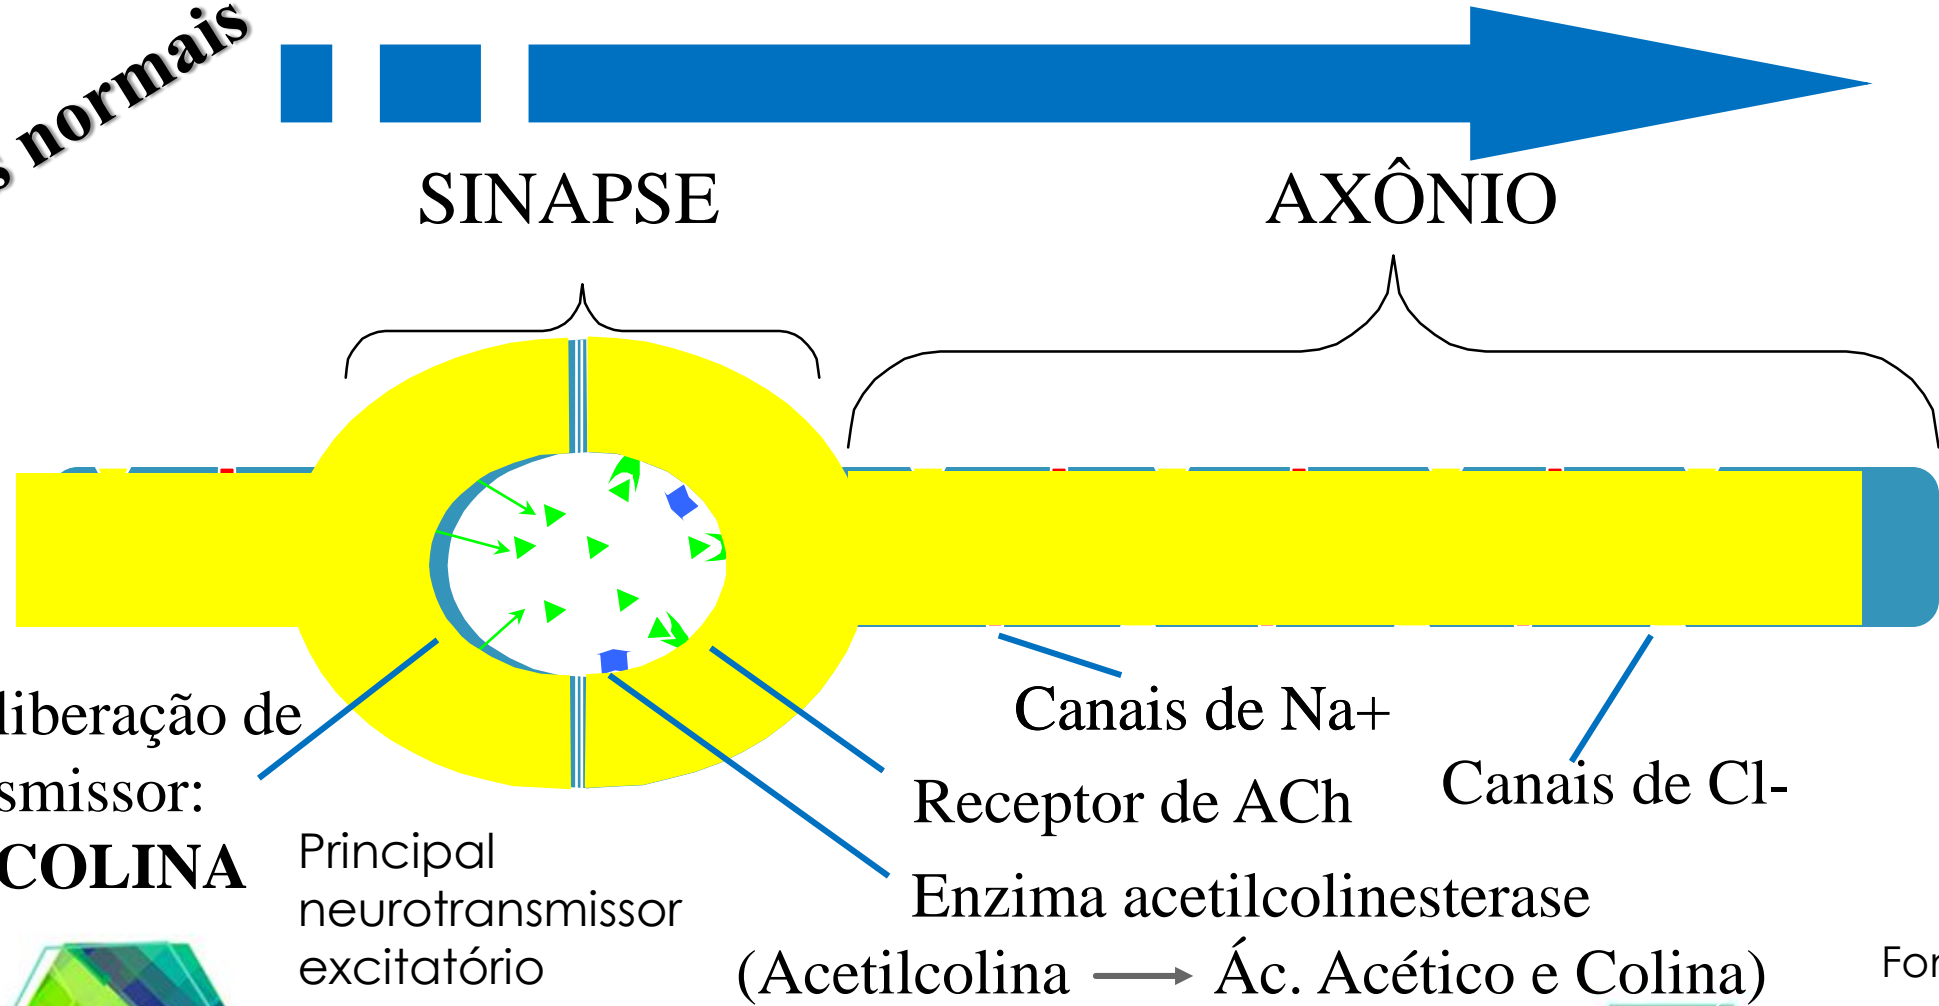 normais
SINAPSE
AXÔNIO
liberação de
smissor:
COLINA
Principal
neurotransmissor
excitatório
Canais de Na+
Receptor de ACh
Canais de Cl-
Enzima acetilcolinesterase
(Acetilcolina → Ác. Acético e Colina)